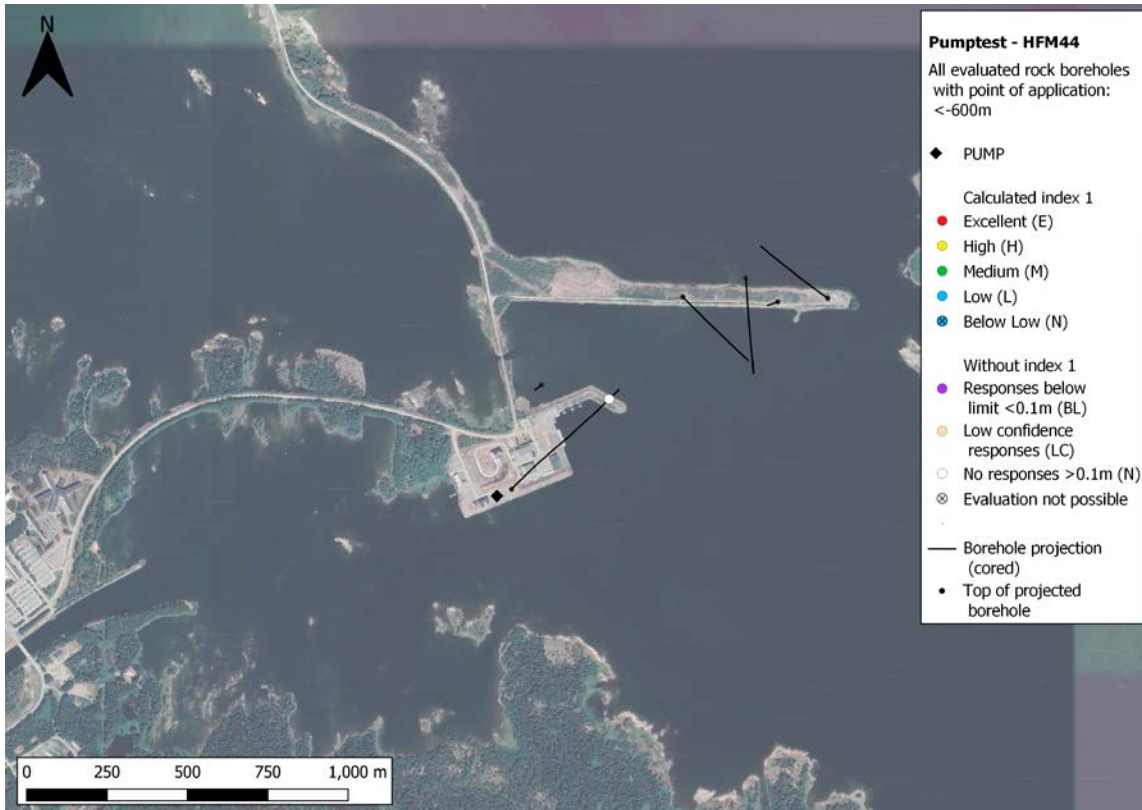 N
Pumptest - HFM44
All evaluated rock boreholes
with point of application:
<-600m
PUMP
Calculated index 1
Excellent (E)
High (H)
Medium (M)
Low (L)
Below Low (N)
Without index 1
Responses below
limit <0.1m (BL)
Low confidence
responses (LC)
No responses >0.1m (N)
Evaluation not possible
Borehole projection
(cored)
Top of projected
borehole
0 250 500 750 1,000 m